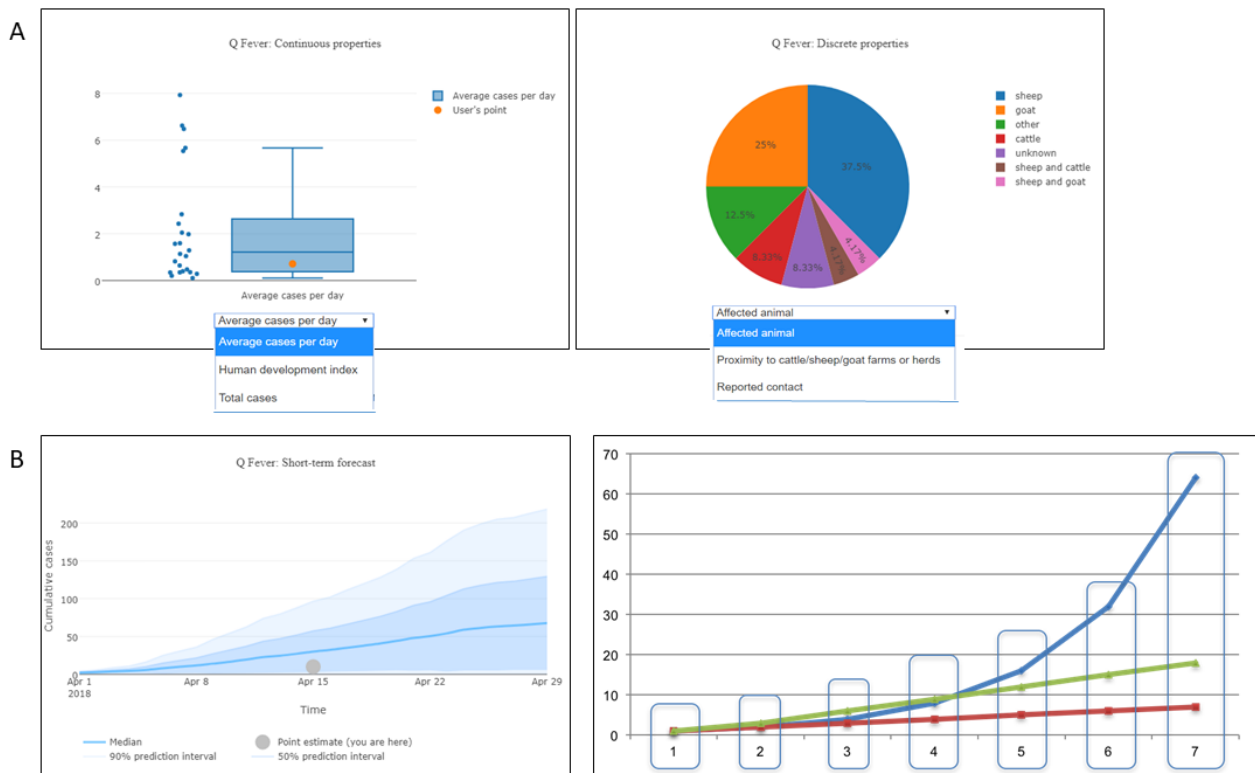 A
Q Fever: Continuous properties
8
6
4
2
0
Average cases per day
User's point
Average cases per day
Average cases per day ▼
Average cases per day
Human development index
Total cases
Q Fever: Discrete properties
37.5%
25%
12.5%
8.33%
8.33%
4.17%
4.17%
sheep
goat
other
cattle
unknown
sheep and cattle
sheep and goat
Affected animal ▼
Affected animal
Proximity to cattle/sheep/goat farms or herds
Reported contact
B
Q Fever: Short-term forecast
Cumulative cases
200
150
100
50
0
Apr 1 Apr 8 Apr 15 Apr 22 Apr 29
2018
Time
Median Point estimate (you are here)
90% prediction interval 50% prediction interval
70
60
50
40
30
20
10
0
1 2 3 4 5 6 7